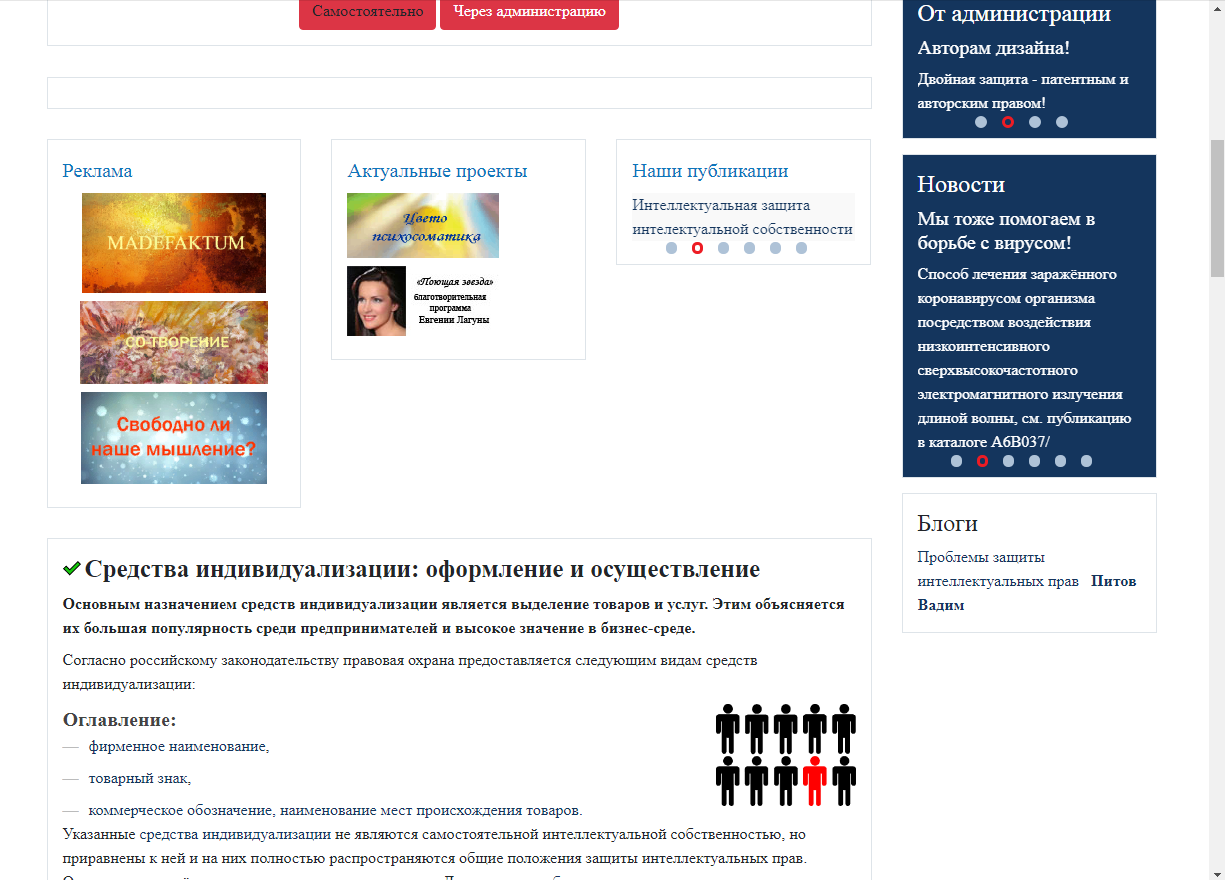 Самостоятельно
Через администрацию
Реклама
MADEFAKTUM
СО-ТВОРЕНИЕ
Свободно ли
наше мышление?
Актуальные проекты
Цвето
психосоматика
«Поющая звезда»
благотворительная
программа
Евгении Лагуны
Наши публикации
Интеллектуальная защита
интелектуальной собственности
Средства индивидуализации: оформление и осуществление
Основным назначением средств индивидуализации является выделение товаров и услуг. Этим объясняется
их большая популярность среди предпринимателей и высокое значение в бизнес-среде.
Согласно российскому законодательству правовая охрана предоставляется следующим видам средств
индивидуализации:
Оглавление:
— фирменное наименование,
— товарный знак,
— коммерческое обозначение, наименование мест происхождения товаров.
Указанные средства индивидуализации не являются самостоятельной интеллектуальной собственностью, но
приравнены к ней и на них полностью распространяются общие положения защиты интеллектуальных прав.
От администрации
Авторам дизайна!
Двойная защита - патентным и
авторским правом!
Новости
Мы тоже помогаем в
борьбе с вирусом!
Способ лечения заражённого
коронавирусом организма
посредством воздействия
низкоинтенсивного
сверхвысокочастотного
электромагнитного излучения
длиной волны, см. публикацию
в каталоге A6B037/
Блоги
Проблемы защиты
интеллектуальных прав Питов
Вадим